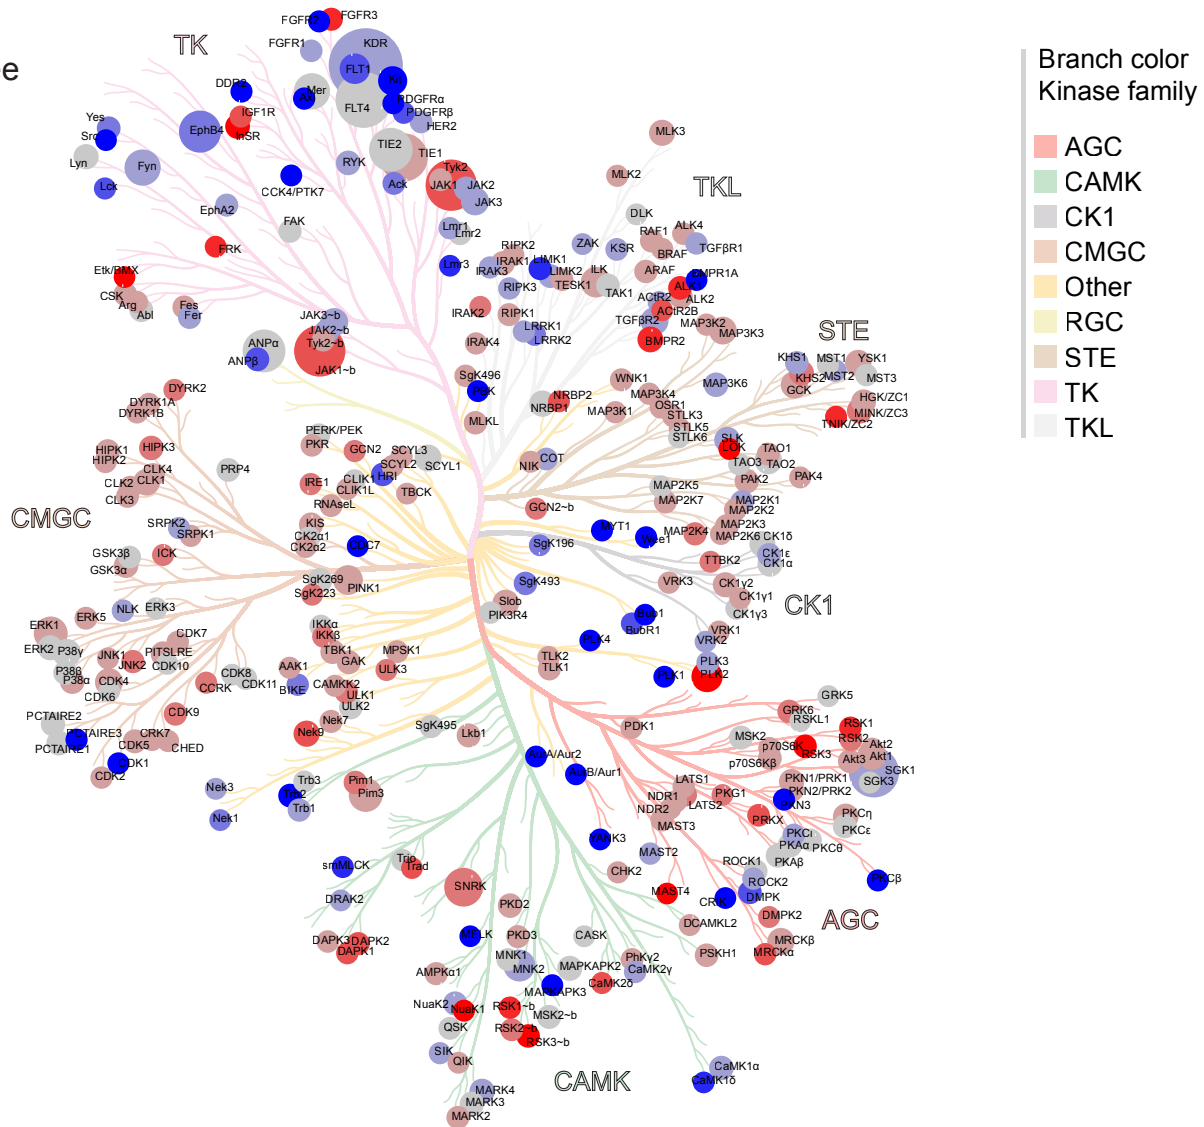 ee
TK
FGFR2
FGFR3
FGFR1
KDR
FLT1
Kit
DDR2
Mer
Axl
FLT4
PDGFRα
PDGFRβ
HER2
IGF1R
InSR
EphB4
Yes
Src
Lyn
Fyn
Lck
TIE2
TIE1
RYK
Ack
Tyk2
JAK1
JAK2
JAK3
CCK4/PTK7
EphA2
FAK
FRK
Lmr1
Lmr2
Lmr3
Etk/BMX
CSK
Arg
Abl
Fes
Fer
JAK3~b
JAK2~b
Tyk2~b
JAK1~b
ANPα
ANPβ
MLK3
MLK2
TKL
DLK
RAF1
ALK4
TGFβR1
BRAF
ZAK
KSR
RIPK2
IRAK1
LIMK1
IRAK3
LIMK2
TESK1
ILK
TAK1
ARAF
BMPR1A
ALK1
ALK2
ACtR2
ACtR2B
TGFβR2
BMPR2
MAP3K2
MAP3K3
RIPK3
RIPK1
IRAK2
LRRK1
LRRK2
IRAK4
SgK496
MLKL
NRBP2
NRBP1
STE
KHS1
MST1
YSK1
KHS2
MST2
MST3
GCK
HGK/ZC1
MINK/ZC3
TNIK/ZC2
WNK1
MAP3K6
MAP3K4
MAP3K1
OSR1
STLK3
STLK5
STLK6
SLK
LOK
TAO1
TAO3
TAO2
PAK2
PAK4
NIK
COT
MAP2K5
MAP2K7
MAP2K1
MAP2K2
MAP2K3
MAP2K4
MAP2K6
GCN2~b
MYT1
Wee1
SgK196
CK1δ
CK1ε
CK1α
TTBK2
VRK3
CK1γ2
CK1γ1
CK1γ3
CK1
VRK1
VRK2
SgK493
Slob
PIK3R4
Bub1
BubR1
PLK4
PLK3
PLK1
PLK2
TLK2
TLK1
DYRK2
DYRK1A
DYRK1B
HIPK1
HIPK2
HIPK3
CLK4
CLK2
CLK1
CLK3
PRP4
CMGC
SRPK2
SRPK1
GSK3β
GSK3α
ICK
PERK/PEK
PKR
GCN2
SCYL3
SCYL2
SCYL1
CLIK1
HRI
CLIK1L
IRE1
RNAseL
TBCK
KIS
CK2α1
CK2α2
CDC7
SgK269
SgK223
PINK1
NLK
ERK3
ERK5
ERK1
ERK2
P38γ
P38β
P38α
JNK1
JNK2
CDK7
PITSLRE
CDK10
CDK4
CDK6
CDK8
CDK11
CCRK
CDK9
PCTAIRE2
PCTAIRE3
PCTAIRE1
CRK7
CDK5
CHED
CDK1
CDK2
IKKα
IKKβ
TBK1
GAK
MPSK1
ULK3
AAK1
BIKE
CAMKK2
ULK1
ULK2
Nek7
Nek9
Nek3
Nek1
SgK495
Lkb1
Trb3
Trb2
Trb1
Pim1
Pim3
PDK1
AurA/Aur2
AurB/Aur1
GRK5
GRK6
RSKL1
MSK2
p70S6K
p70S6Kβ
RSK1
RSK2
RSK3
Akt2
Akt1
Akt3
SGK1
SGK3
PKN1/PRK1
PKN2/PRK2
PKN3
LATS1
LATS2
NDR1
NDR2
MAST3
PKG1
PRKX
PKCη
PKCε
PKCι
PKAα
PKCθ
PKAβ
PKCβ
YANK3
MAST2
MAST4
CHK2
ROCK1
ROCK2
DMPK
CRIK
DMPK2
MRCKβ
MRCKα
AGC
smMLCK
Trio
Trad
DRAK2
SNRK
PKD2
PKD3
DAPK3
DAPK2
DAPK1
MELK
CASK
DCAMKL2
PSKH1
MNK1
MNK2
MAPKAPK2
MAPKAPK3
PhKγ2
CaMK2γ
CaMK2δ
AMPKα1
NuaK2
NuaK1
RSK1~b
RSK2~b
RSK3~b
MSK2~b
QSK
SIK
QIK
MARK4
MARK3
MARK2
CaMK1α
CaMK1δ
CAMK
Branch color
Kinase family
AGC
CAMK
CK1
CMGC
Other
RGC
STE
TK
TKL